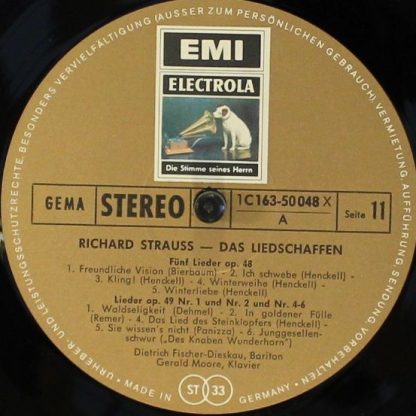 EMI
ELECTROLA
Die Stimme seines Herrn
GEMA
STEREO
1C 163-50 048 X
A
Seite 11
RICHARD STRAUSS — DAS LIEDSCHAFFEN
Fünf Lieder op. 48
1. Freundliche Vision (Bierbaum) - 2. Ich schwebe (Henckell) -
3. Kling! (Henckell) - 4. Winterweihe (Henckell) -
5. Winterliebe (Henckell)
Lieder op. 49 Nr. 1 und Nr. 2 und Nr. 4-6
1. Waldseligkeit (Dehmel) - 2. In goldener Fülle
(Remer) - 4. Das Lied des Steinklopfers (Henckell) -
5. Sie wissen's nicht (Panizza) - 6. Junggesellen-
schwur („Des Knaben Wunderhorn")
Dietrich Fischer-Dieskau, Bariton
Gerald Moore, Klavier
ST 33
URHEBER- UND LEISTUNGSSCHUTZRECHTE, BESONDERS VERVIELFÄLTIGUNG (AUSSER ZUM PERSÖNLICHEN GEBRAUCH), VERMIETUNG, AUFFÜHRUNG, SENDUNG, VORBEHALTEN • MADE IN GERMANY •